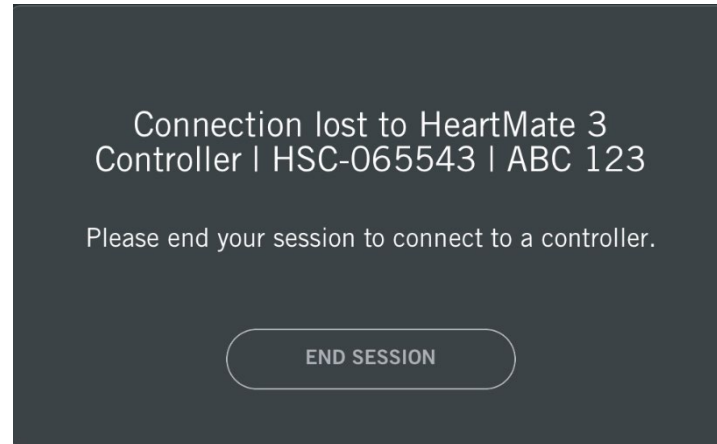 Connection lost to HeartMate 3
Controller | HSC-065543 | ABC 123
Please end your session to connect to a controller.
END SESSION